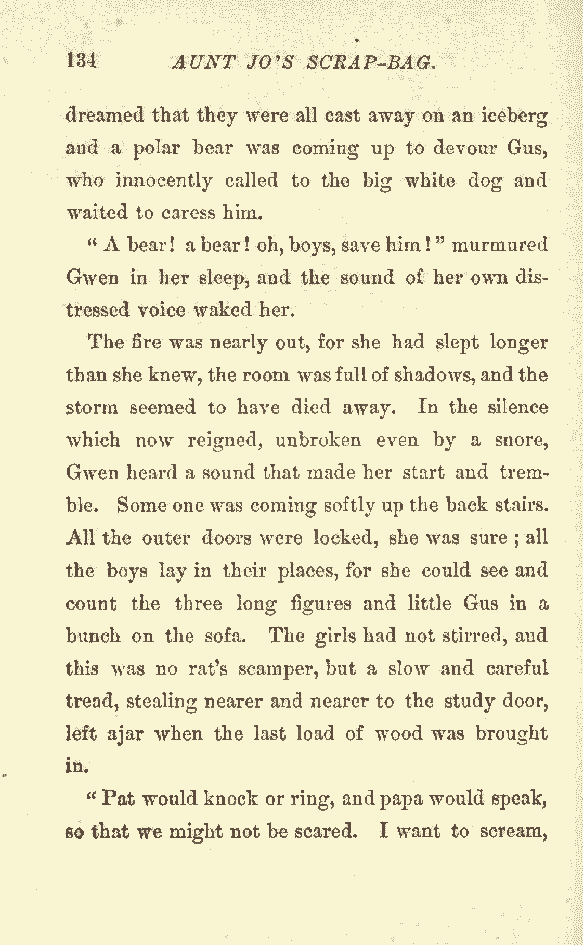 134 AUNT JO'S SCRAP-BAG.
dreamed that they were all cast away on an iceberg
and a polar bear was coming up to devour Gus,
who innocently called to the big white dog and
waited to caress him.
"A bear! a bear! oh, boys, save him!" murmured
Gwen in her sleep, and the sound of her own dis-
tressed voice waked her.
The fire was nearly out, for she had slept longer
than she knew, the room was full of shadows, and the
storm seemed to have died away. In the silence
which now reigned, unbroken even by a snore,
Gwen heard a sound that made her start and trem-
ble. Some one was coming softly up the back stairs.
All the outer doors were locked, she was sure; all
the boys lay in their places, for she could see and
count the three long figures and little Gus in a
bunch on the sofa. The girls had not stirred, and
this was no rat's scamper, but a slow and careful
tread, stealing nearer and nearer to the study door,
left ajar when the last load of wood was brought
in.
"Pat would knock or ring, and papa would speak,
so that we might not be scared. I want to scream,